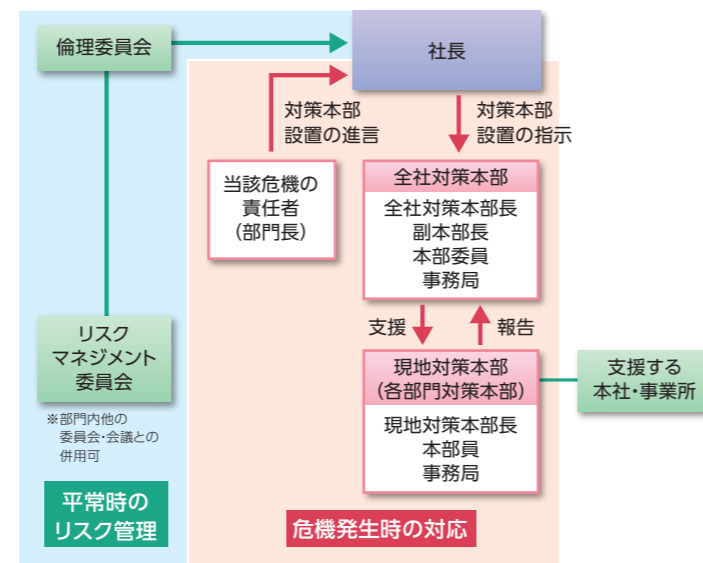 倫理委員会
社長
対策本部
設置の進言
対策本部
設置の指示
当該危機の
責任者
(部門長)
全社対策本部
全社対策本部長
副本部長
本部委員
事務局
支援
報告
リスク
マネジメント
委員会
※部門内他の
委員会・会議との
併用可
現地対策本部
(各部門対策本部)
現地対策本部長
本部員
事務局
支援する
本社・事業所
平常時の
リスク管理
危機発生時の対応